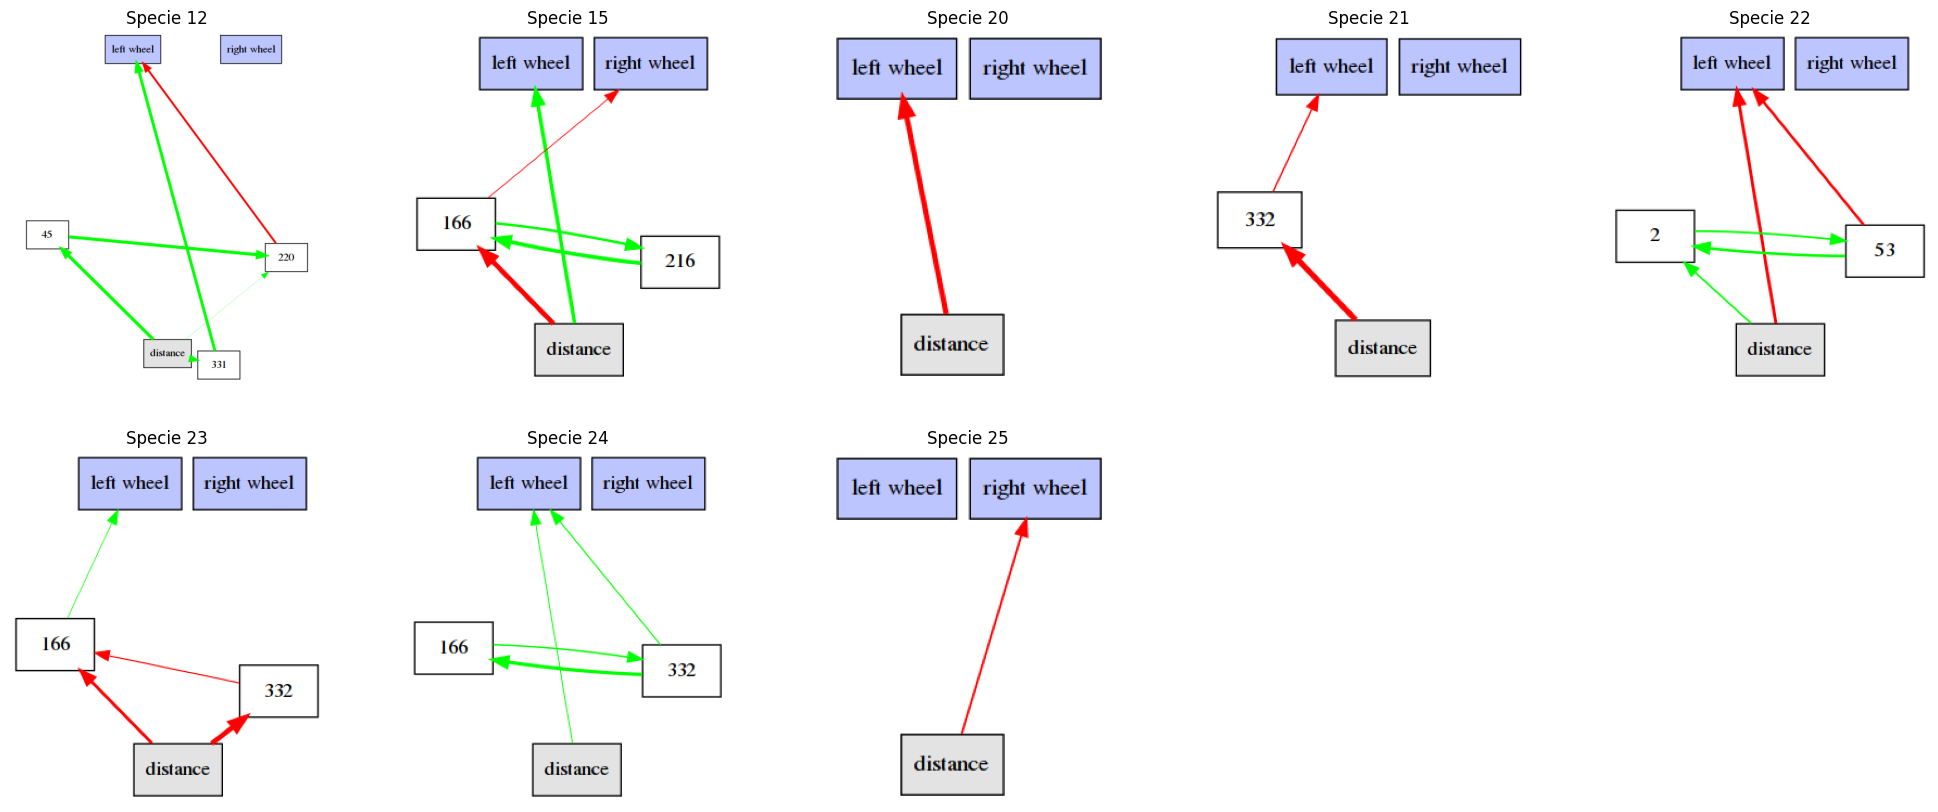 Specie 12
left wheel
right wheel
45
220
distance
331
Specie 15
left wheel
right wheel
166
216
distance
Specie 20
left wheel
right wheel
distance
Specie 21
left wheel
right wheel
332
distance
Specie 22
left wheel
right wheel
2
53
distance
Specie 23
left wheel
right wheel
166
332
distance
Specie 24
left wheel
right wheel
166
332
distance
Specie 25
left wheel
right wheel
distance